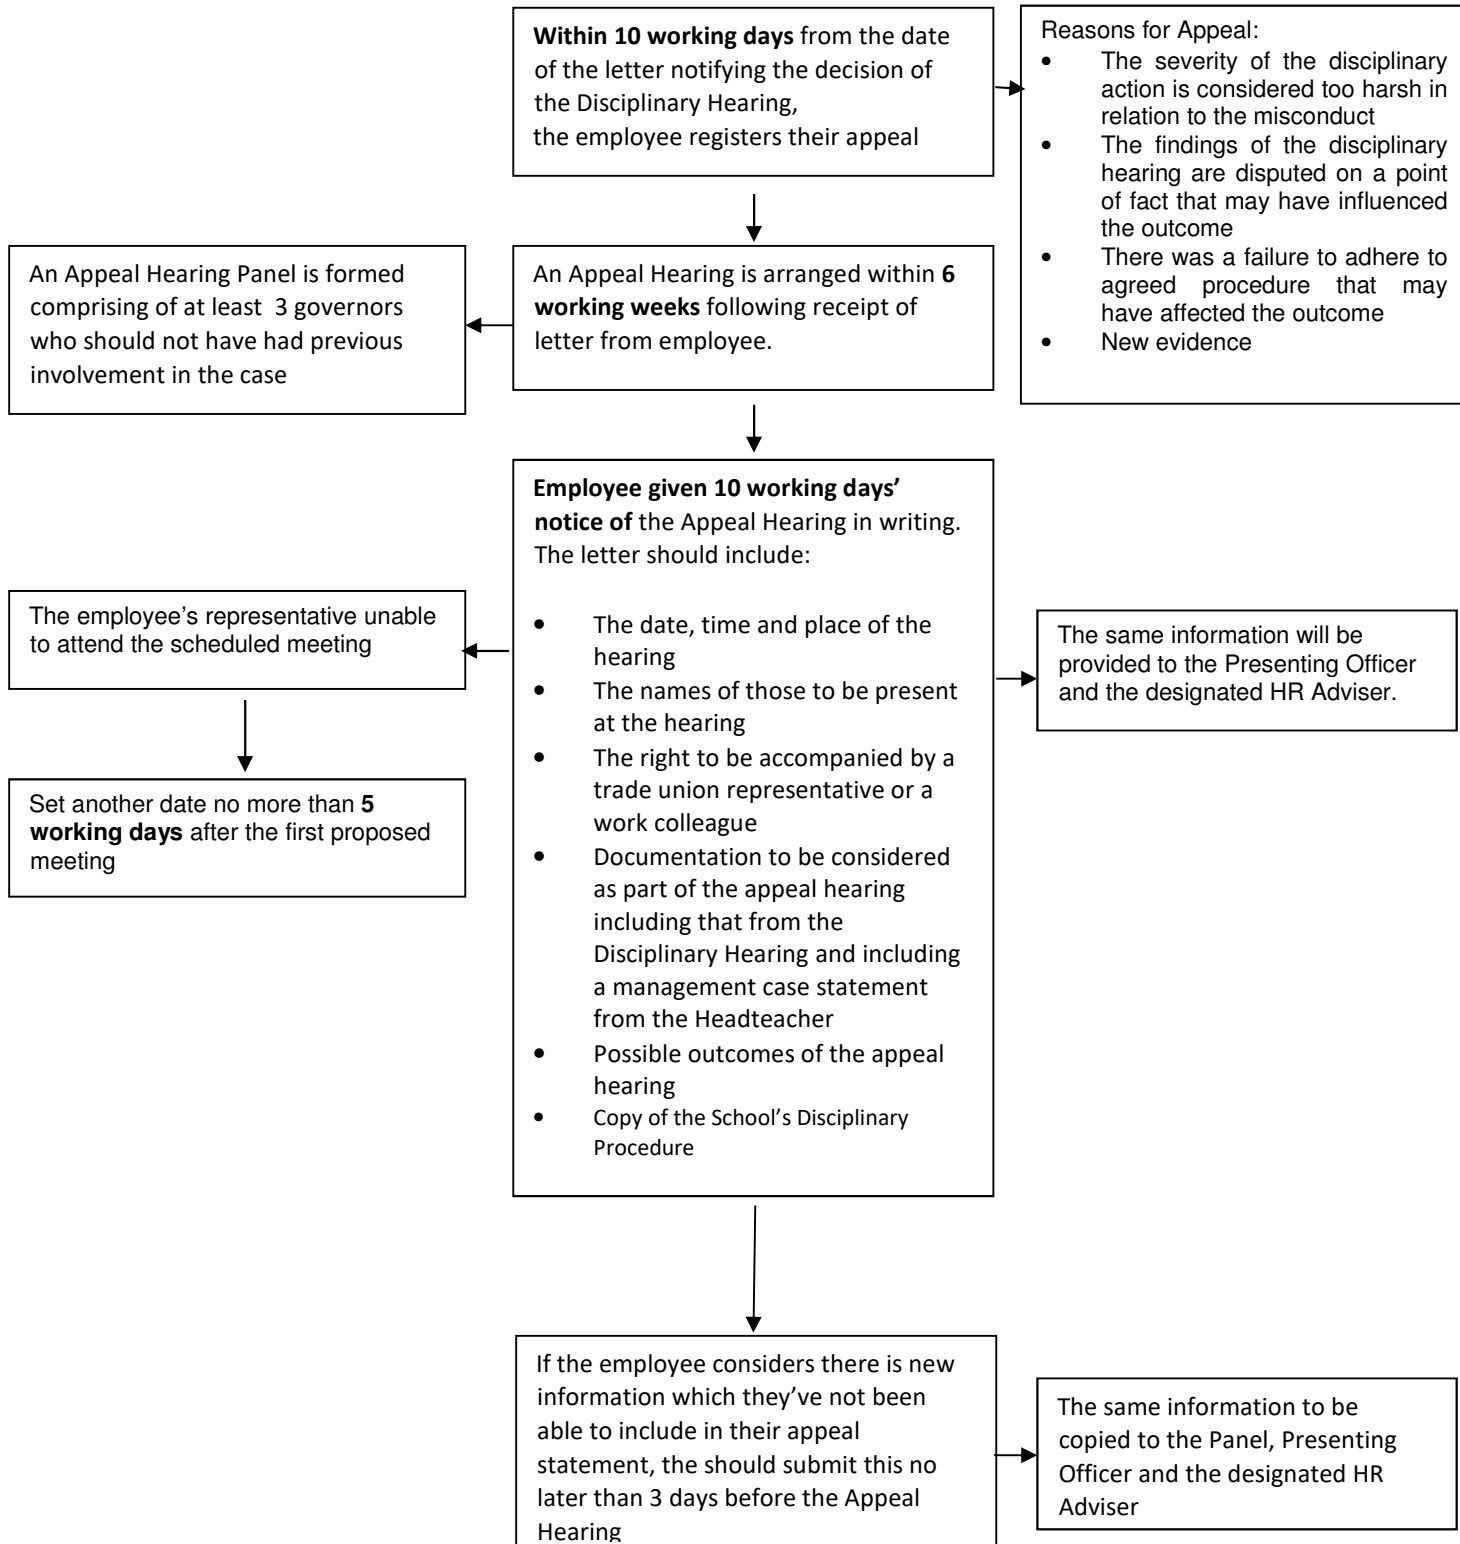 Within 10 working days from the date
of the letter notifying the decision of
the Disciplinary Hearing,
the employee registers their appeal
Reasons for Appeal:
• The severity of the disciplinary
action is considered too harsh in
relation to the misconduct
• The findings of the disciplinary
hearing are disputed on a point
of fact that may have influenced
the outcome
• There was a failure to adhere to
agreed procedure that may
have affected the outcome
• New evidence
An Appeal Hearing Panel is formed
comprising of at least 3 governors
who should not have had previous
involvement in the case
An Appeal Hearing is arranged within 6
working weeks following receipt of
letter from employee.
Employee given 10 working days’
notice of the Appeal Hearing in writing.
The letter should include:
• The date, time and place of the
hearing
• The names of those to be present
at the hearing
• The right to be accompanied by a
trade union representative or a
work colleague
• Documentation to be considered
as part of the appeal hearing
including that from the
Disciplinary Hearing and including
a management case statement
from the Headteacher
• Possible outcomes of the appeal
hearing
• Copy of the School’s Disciplinary
Procedure
The employee’s representative unable
to attend the scheduled meeting
Set another date no more than 5
working days after the first proposed
meeting
The same information will be
provided to the Presenting Officer
and the designated HR Adviser.
If the employee considers there is new
information which they’ve not been
able to include in their appeal
statement, the should submit this no
later than 3 days before the Appeal
Hearing
The same information to be
copied to the Panel, Presenting
Officer and the designated HR
Adviser